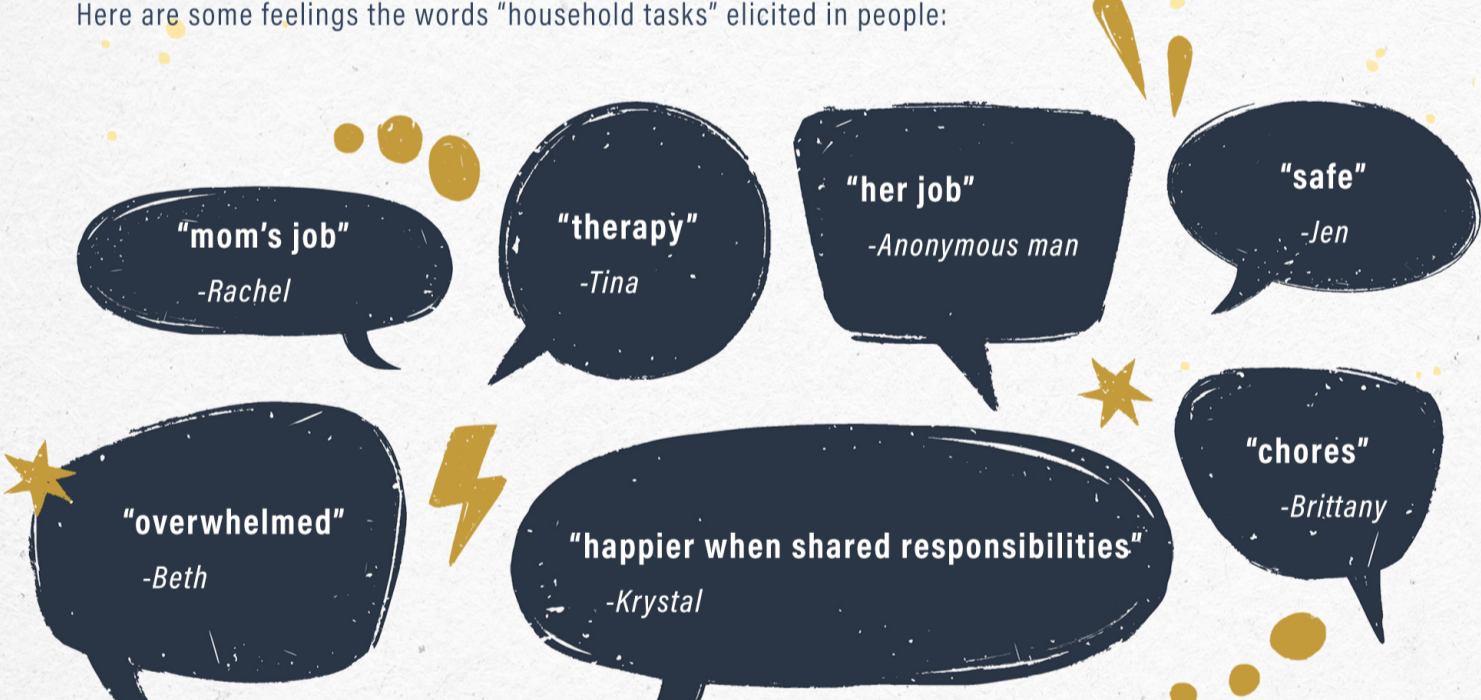 Here are some feelings the words “household tasks” elicited in people:
“mom’s job”
-Rachel
“therapy”
-Tina
“her job”
-Anonymous man
“safe”
-Jen
“overwhelmed”
-Beth
“happier when shared responsibilities”
-Krystal
“chores”
-Brittany